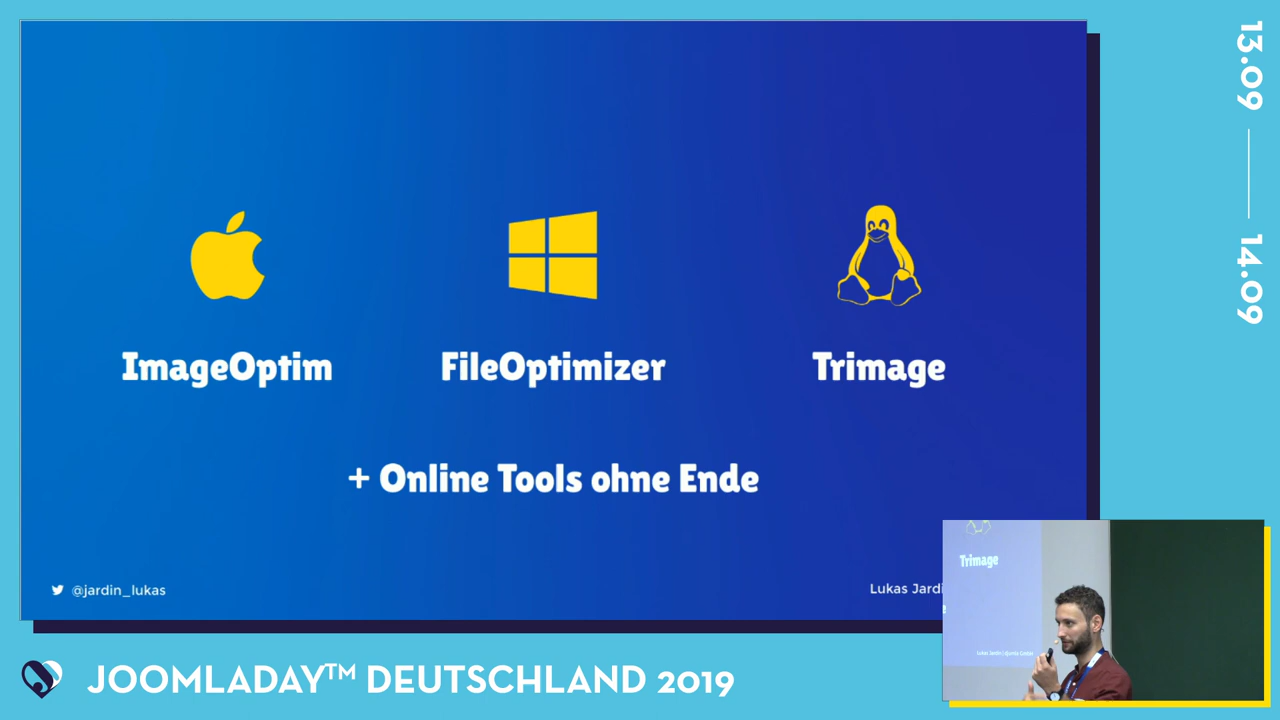 ImageOptim
FileOptimizer
Trimage
+ Online Tools ohne Ende
@jardin_lukas
Lukas Jardi
Trimage
JOOMLADAY™ DEUTSCHLAND 2019
13.09
14.09